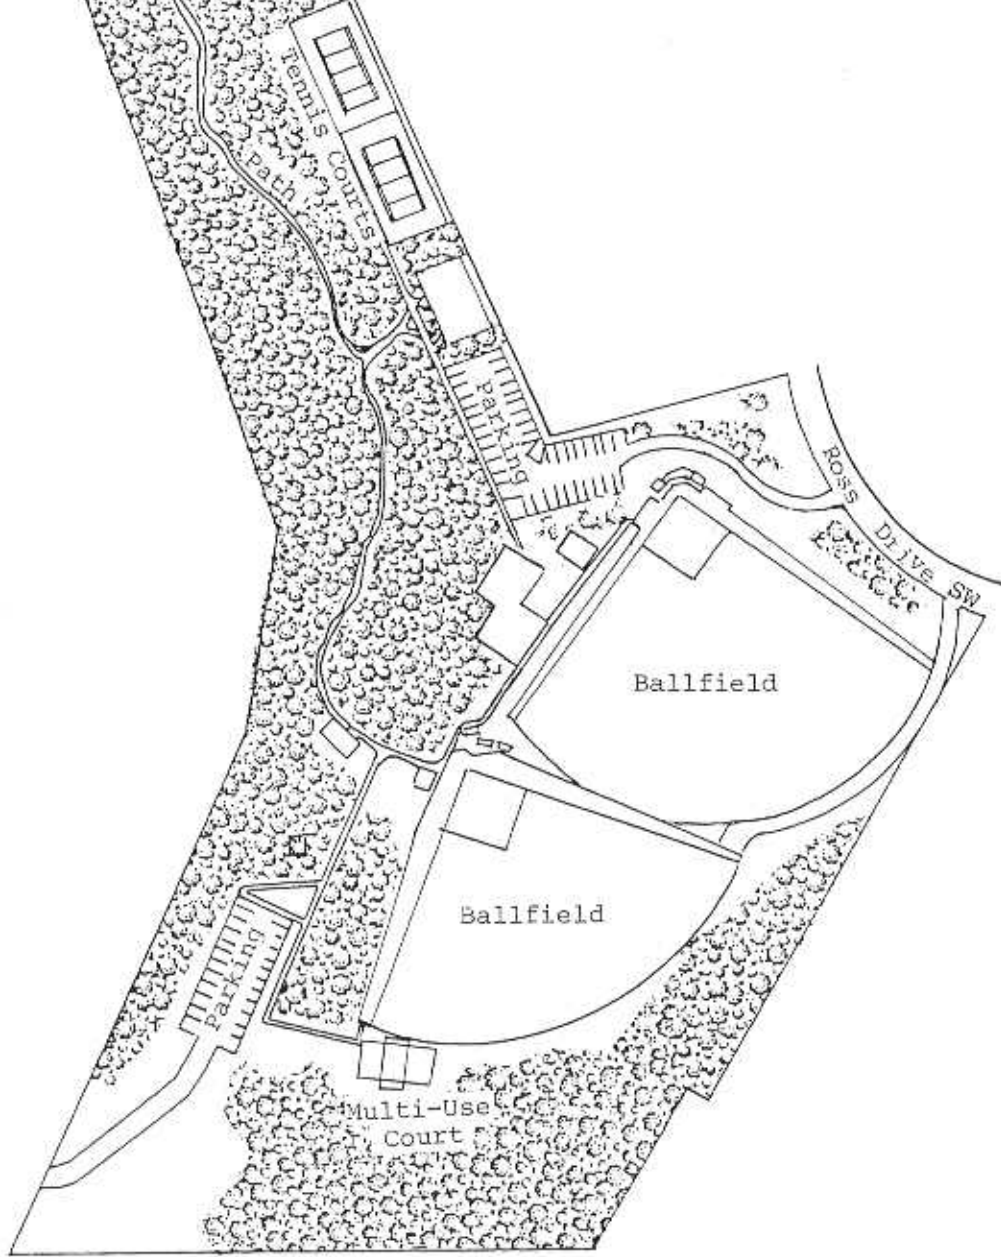 Tennis Courts
Path
Parking
Ross Drive SW
Ballfield
Ballfield
Parking
Multi-Use
Court